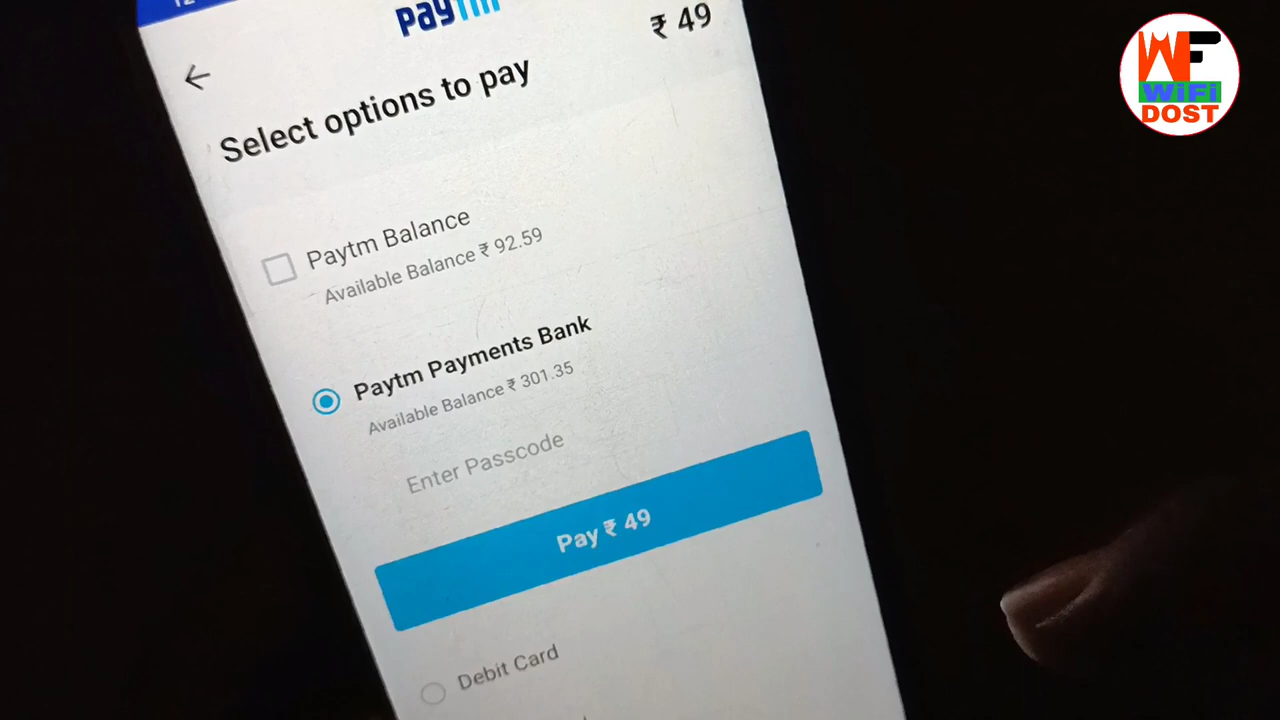 paytm
₹ 49
Select options to pay
Paytm Balance
Available Balance ₹ 92.59
Paytm Payments Bank
Available Balance ₹ 301.35
Enter Passcode
Pay ₹ 49
Debit Card
WF
WiFi
DOST